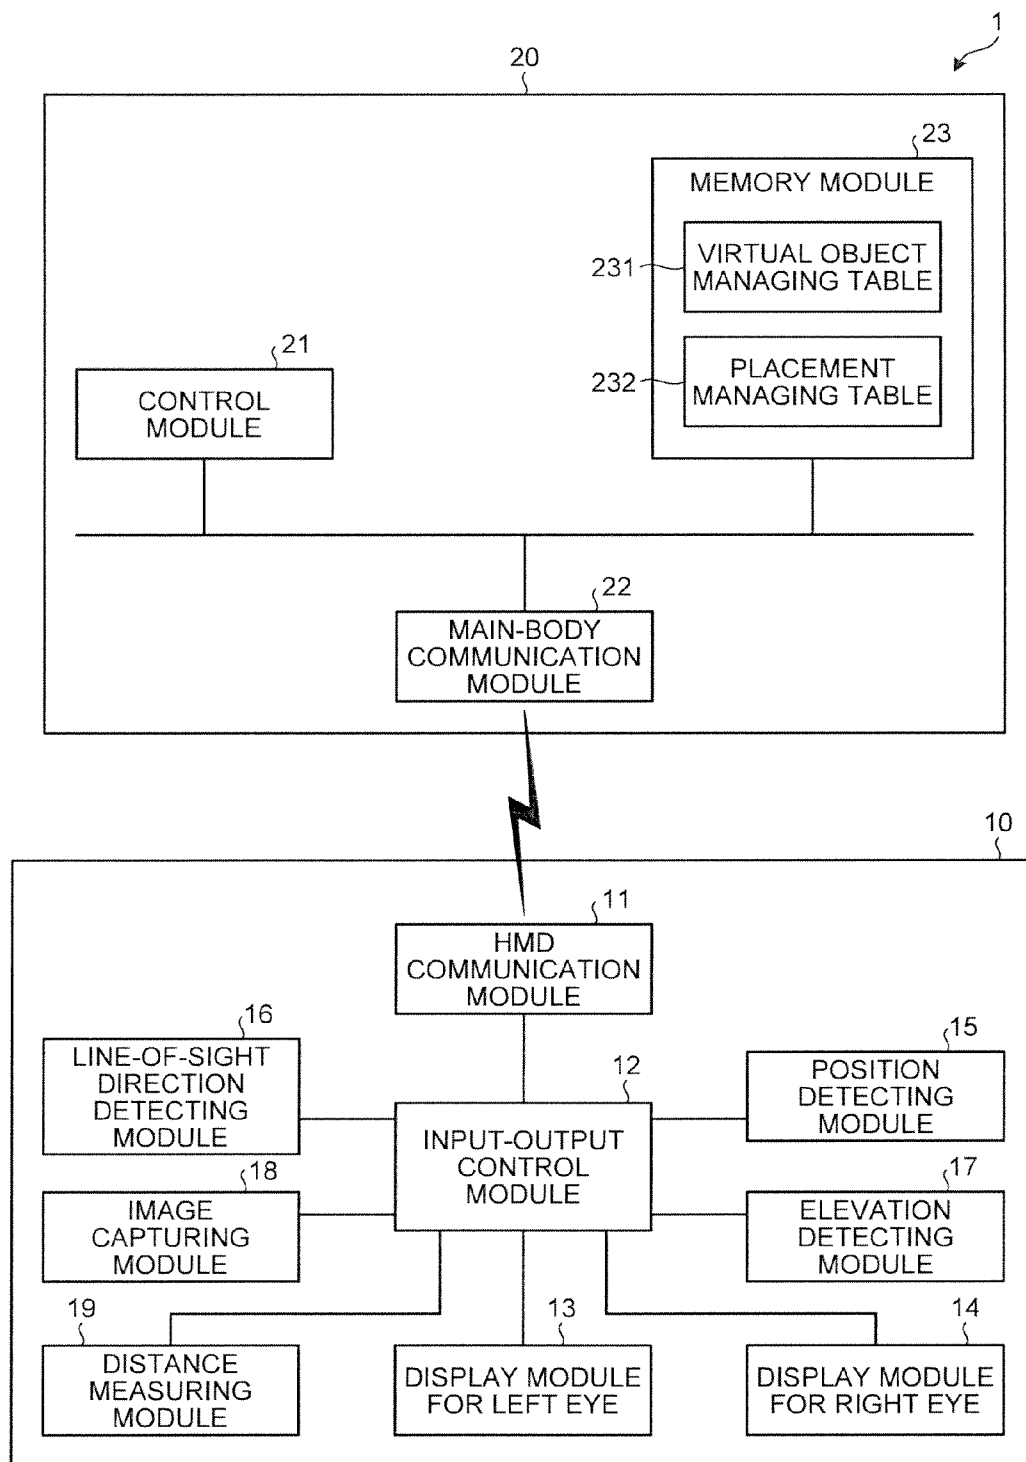 1
20
23
MEMORY MODULE
231
VIRTUAL OBJECT
MANAGING TABLE
232
PLACEMENT
MANAGING TABLE
21
CONTROL
MODULE
22
MAIN-BODY
COMMUNICATION
MODULE
10
11
HMD
COMMUNICATION
MODULE
16
LINE-OF-SIGHT
DIRECTION
DETECTING
MODULE
12
INPUT-OUTPUT
CONTROL
MODULE
15
POSITION
DETECTING
MODULE
18
IMAGE
CAPTURING
MODULE
17
ELEVATION
DETECTING
MODULE
19
DISTANCE
MEASURING
MODULE
13
DISPLAY MODULE
FOR LEFT EYE
14
DISPLAY MODULE
FOR RIGHT EYE